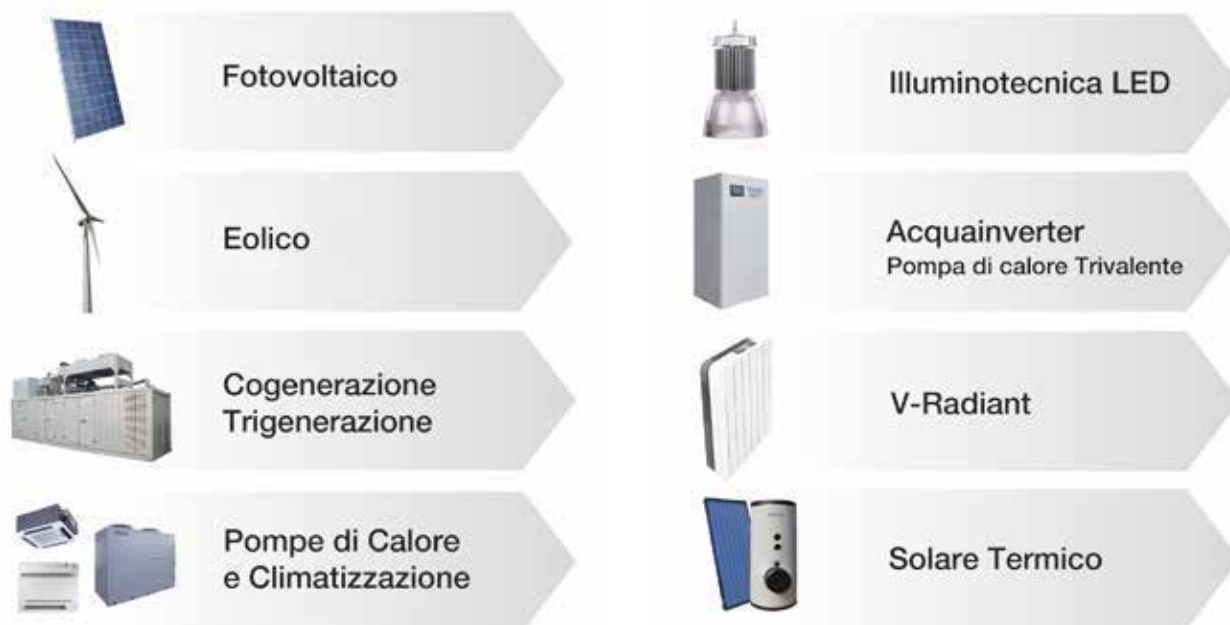 Fotovoltaico
Eolico
Cogenerazione
Trigenerazione
Pompe di Calore
e Climatizzazione
Illuminotecnica LED
Acquainverter
Pompa di calore Trivalente
V-Radiant
Solare Termico